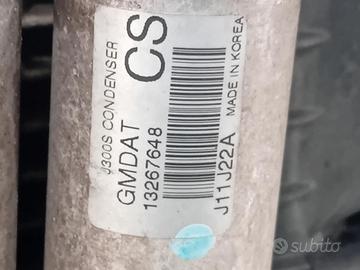 J300S CONDENSER
CS
GMDAT
13267648
J11J22A
MADE IN KOREA
subito